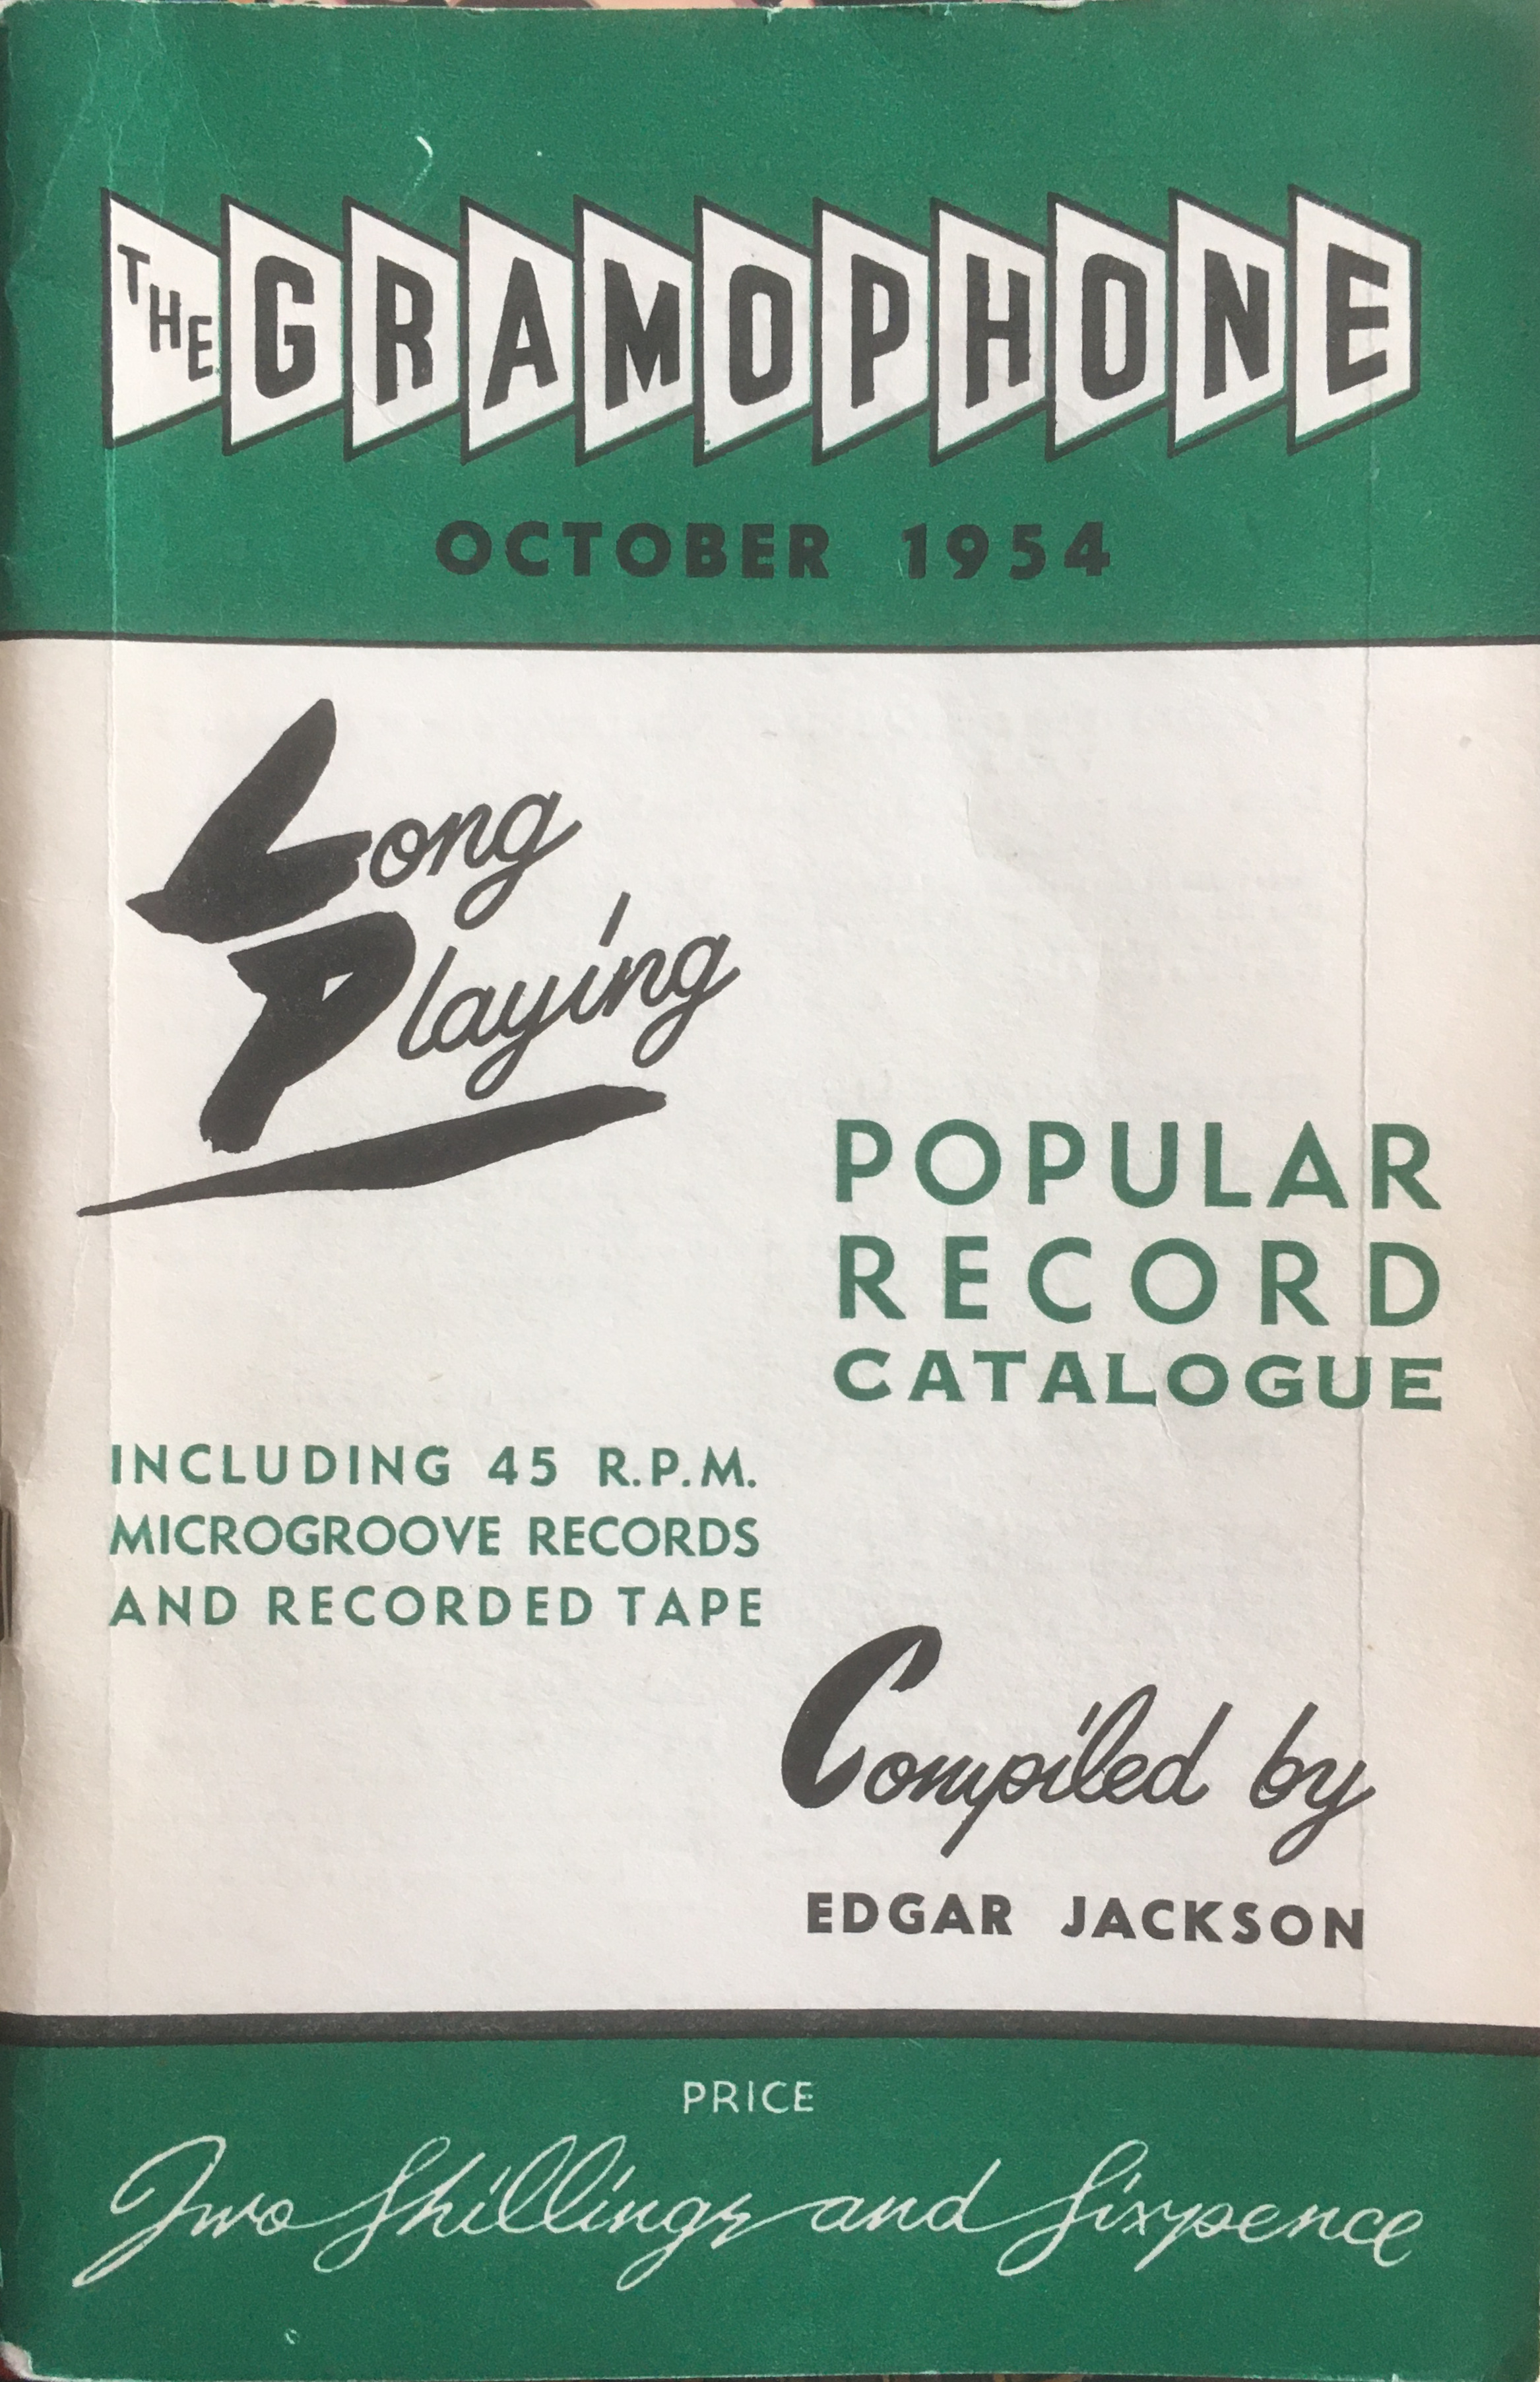 THE GRAMOPHONE
OCTOBER 1954
Long
Playing
POPULAR
RECORD
CATALOGUE
INCLUDING 45 R.P.M.
MICROGROOVE RECORDS
AND RECORDED TAPE
Compiled by
EDGAR JACKSON
PRICE
Two Shillings and Sixpence